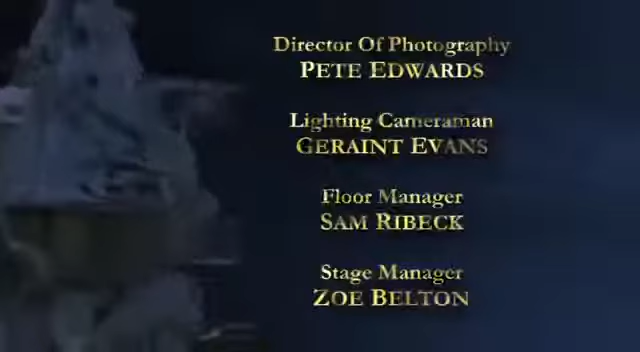 Director Of Photography
PETE EDWARDS
Lighting Cameraman
GERAINT EVANS
Floor Manager
SAM RIBECK
Stage Manager
ZOE BELTON